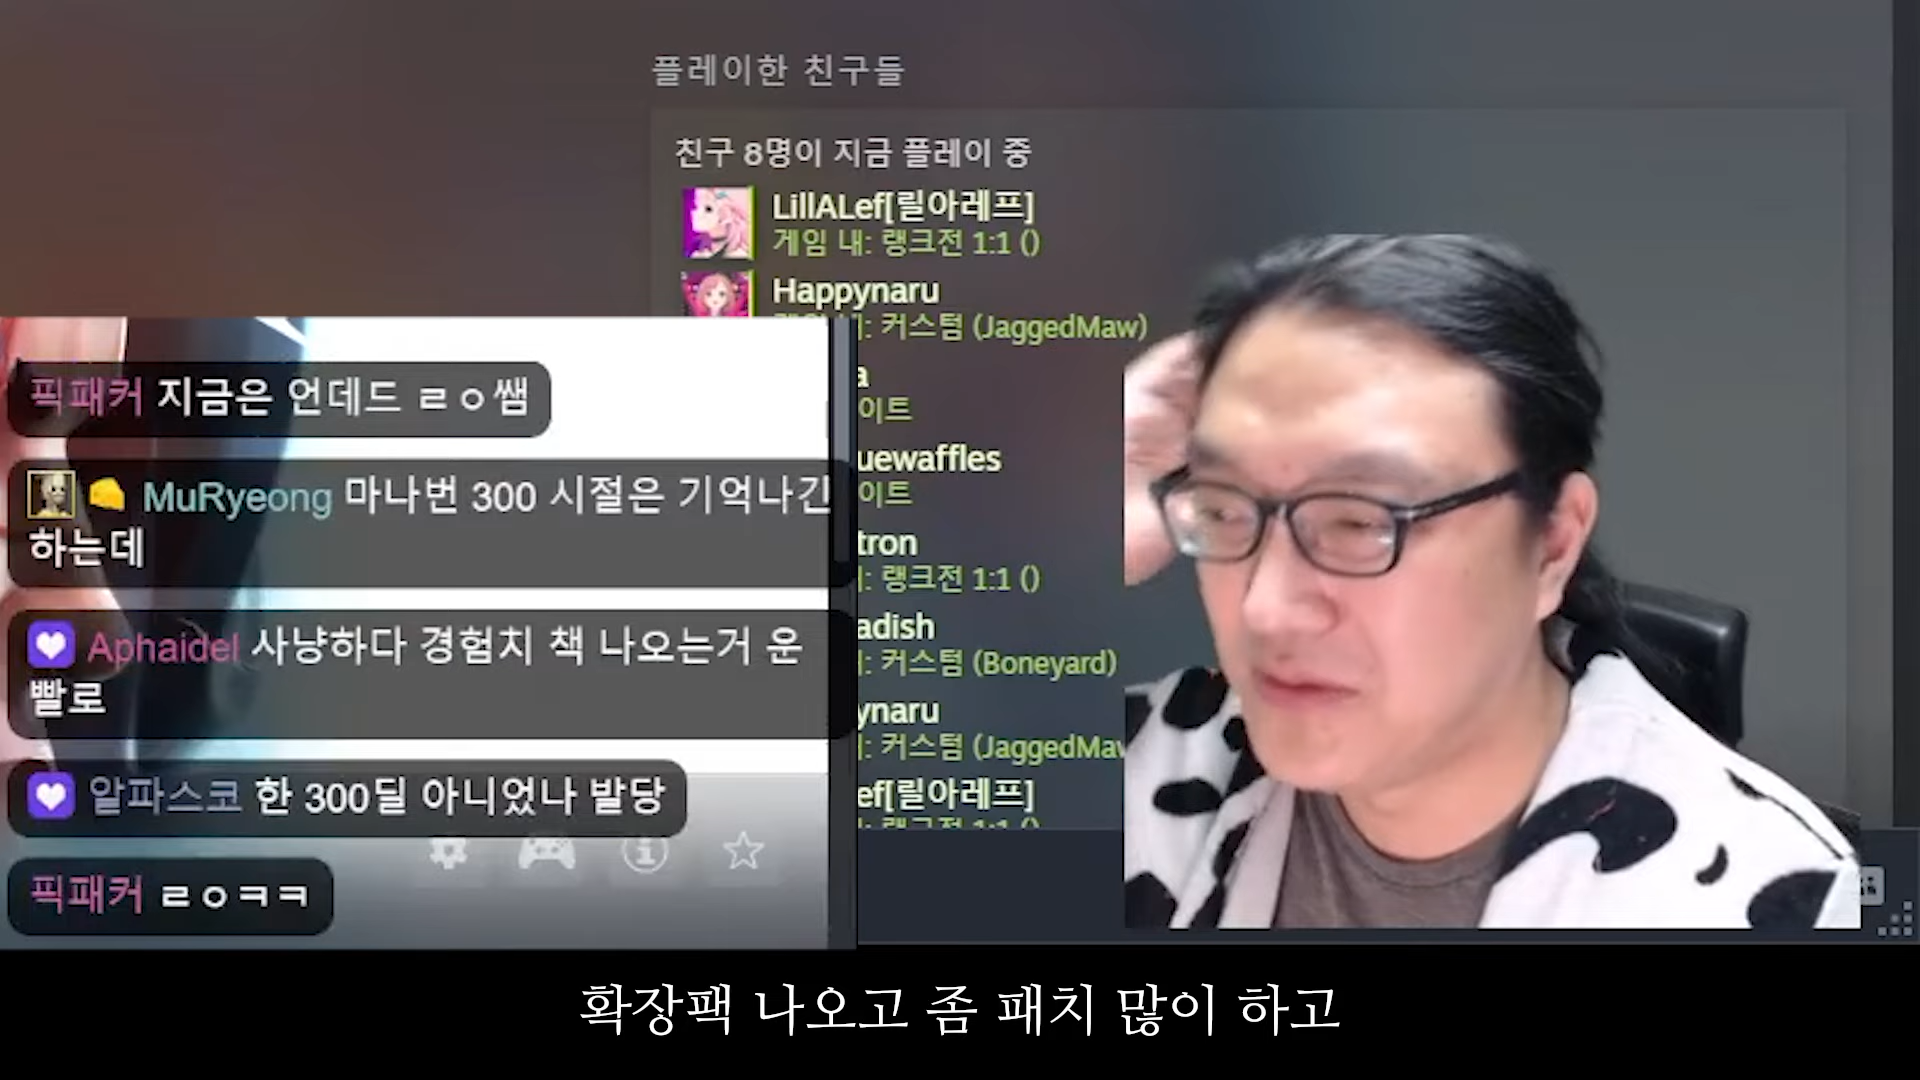 플레이한 친구들
친구 8명이 지금 플레이 중
LillALef[릴아레프]
게임 내: 랭크전 1:1 ()
Happynaru
: 커스텀 (JaggedMaw)
a
이트
uewaffles
이트
tron
: 랭크전 1:1 ()
adish
: 커스텀 (Boneyard)
ynaru
: 커스텀 (JaggedMaw
ef[릴아레프]
픽패커 지금은 언데드 ㄹㅇ쌤
MuRyeong 마나번 300 시절은 기억나긴
하는데
Aphaidel 사냥하다 경험치 책 나오는거 운
빨로
알파스코 한 300딜 아니었나 발당
픽패커 ㄹㅇㅋㅋ
확장팩 나오고 좀 패치 많이 하고